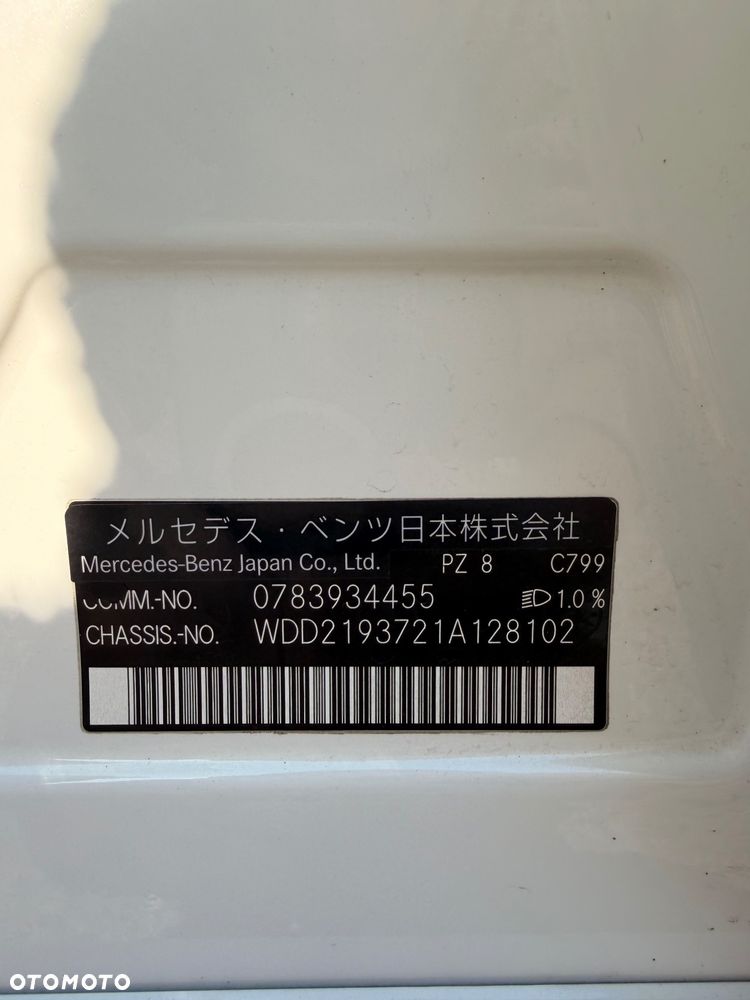 メルセデス・ベンツ日本株式会社
Mercedes-Benz Japan Co., Ltd. PZ 8 C799
COMM.-NO. 0783934455 1.0 %
CHASSIS.-NO. WDD2193721A128102
OTOMOTO